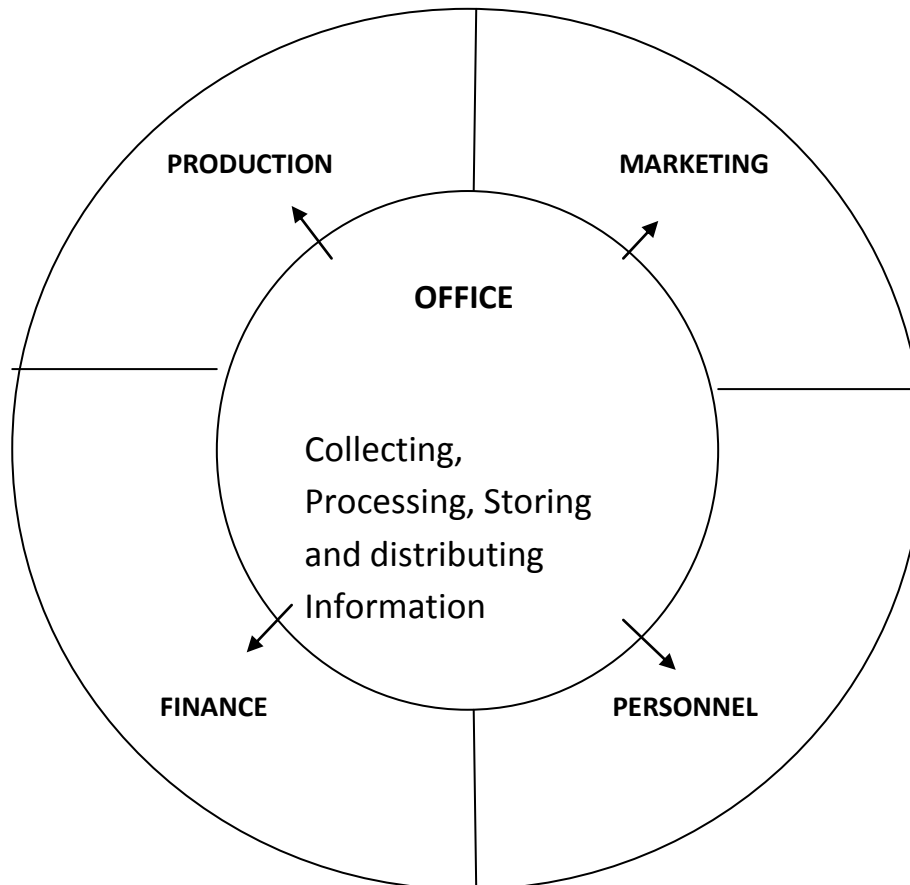 PRODUCTION
MARKETING
OFFICE
Collecting,
Processing, Storing
and distributing
Information
FINANCE
PERSONNEL